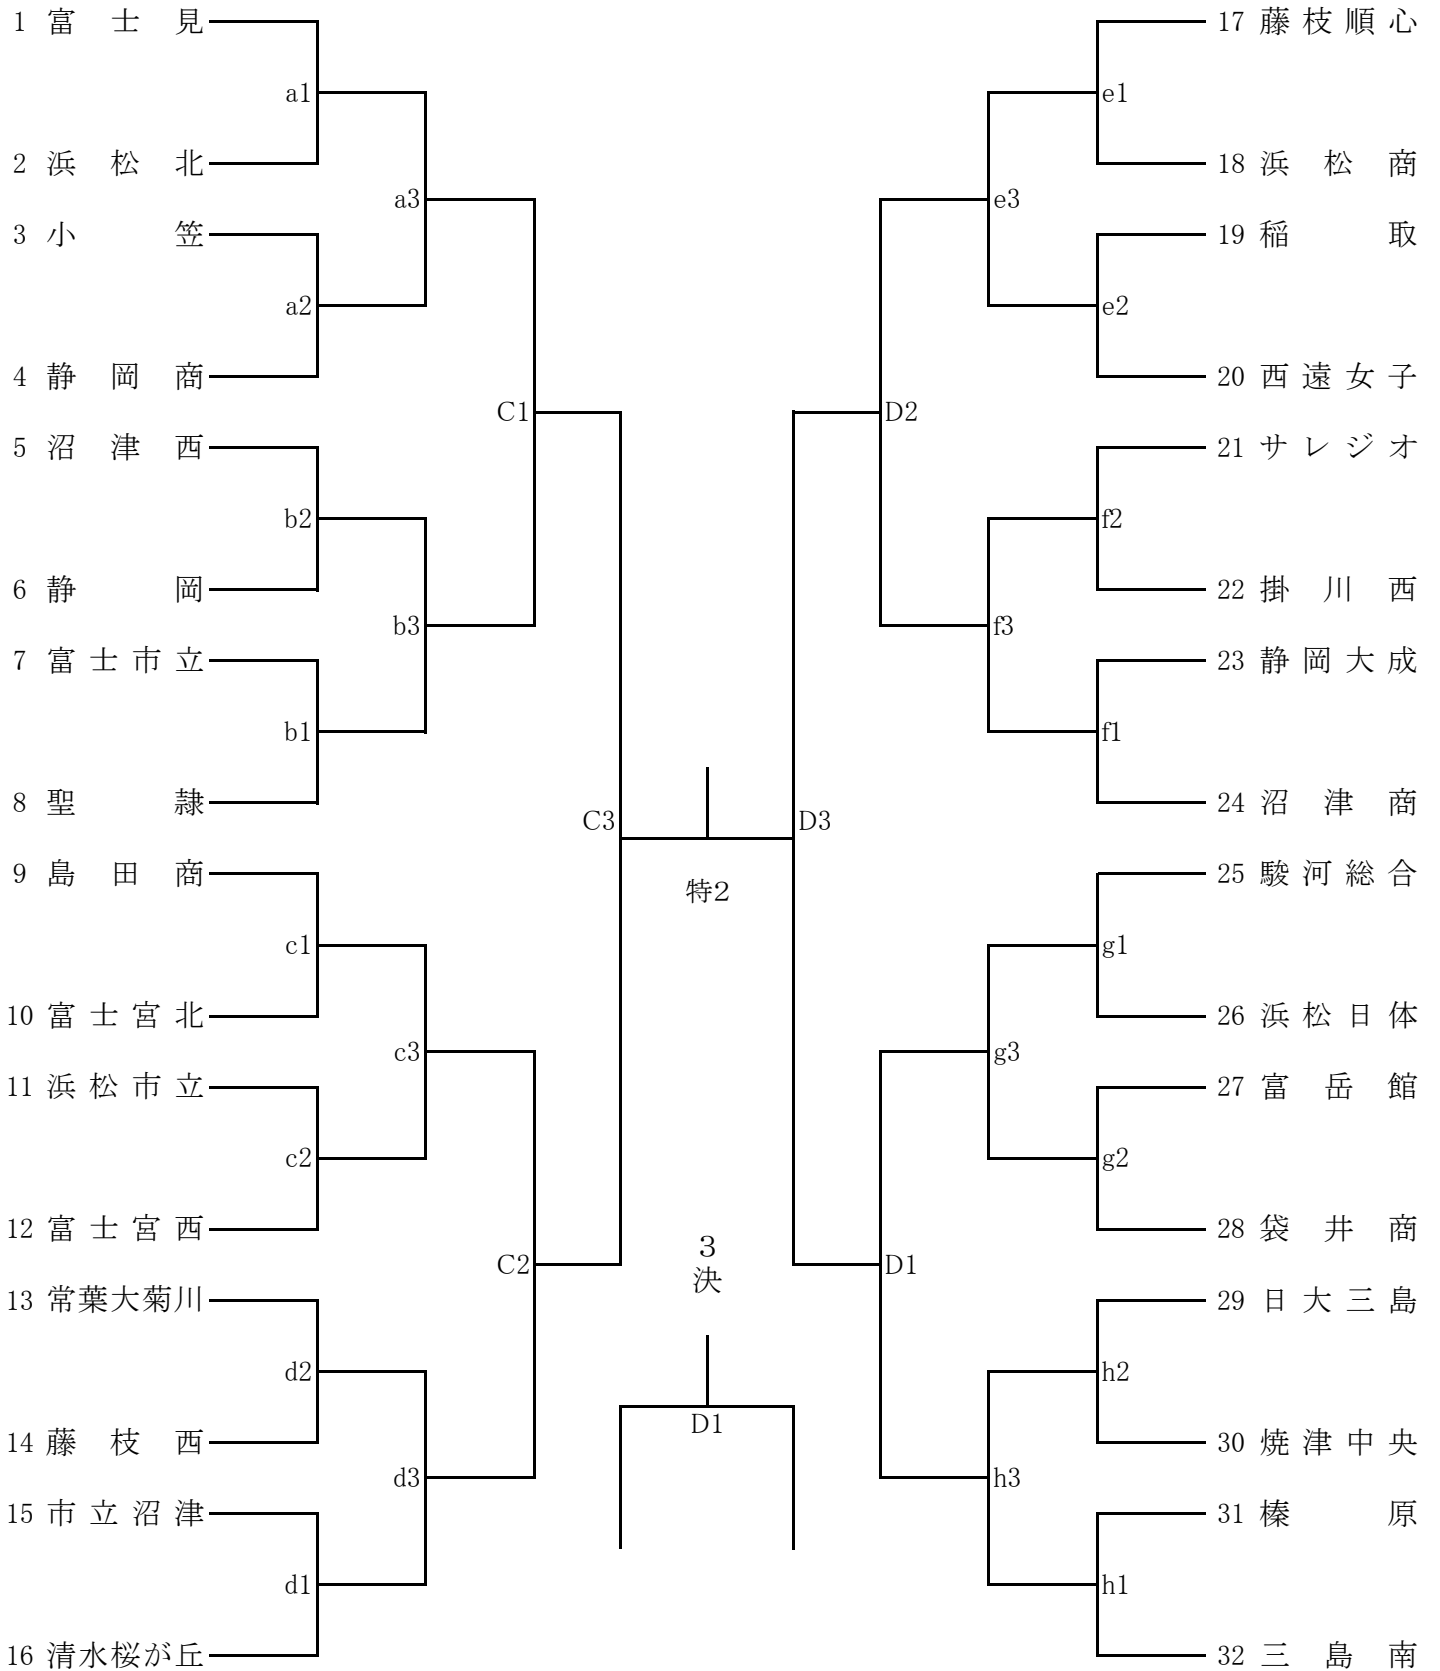 1 富士見
a1
2 浜松北
a3
3 小笠
a2
4 静岡商
C1
5 沼津西
b2
6 静岡
b3
7 富士市立
b1
8 聖隷
C3
9 島田商
c1
10 富士宮北
c3
11 浜松市立
c2
12 富士宮西
C2
13 常葉大菊川
d2
14 藤枝西
d3
15 市立沼津
d1
16 清水桜が丘
特2
3
決
D1
17 藤枝順心
e1
18 浜松商
e3
19 稲取
e2
20 西遠女子
D2
21 サレジオ
f2
22 掛川西
f3
23 静岡大成
f1
24 沼津商
D3
25 駿河総合
g1
26 浜松日体
g3
27 富岳館
g2
28 袋井商
D1
29 日大三島
h2
30 焼津中央
h3
31 榛原
h1
32 三島南